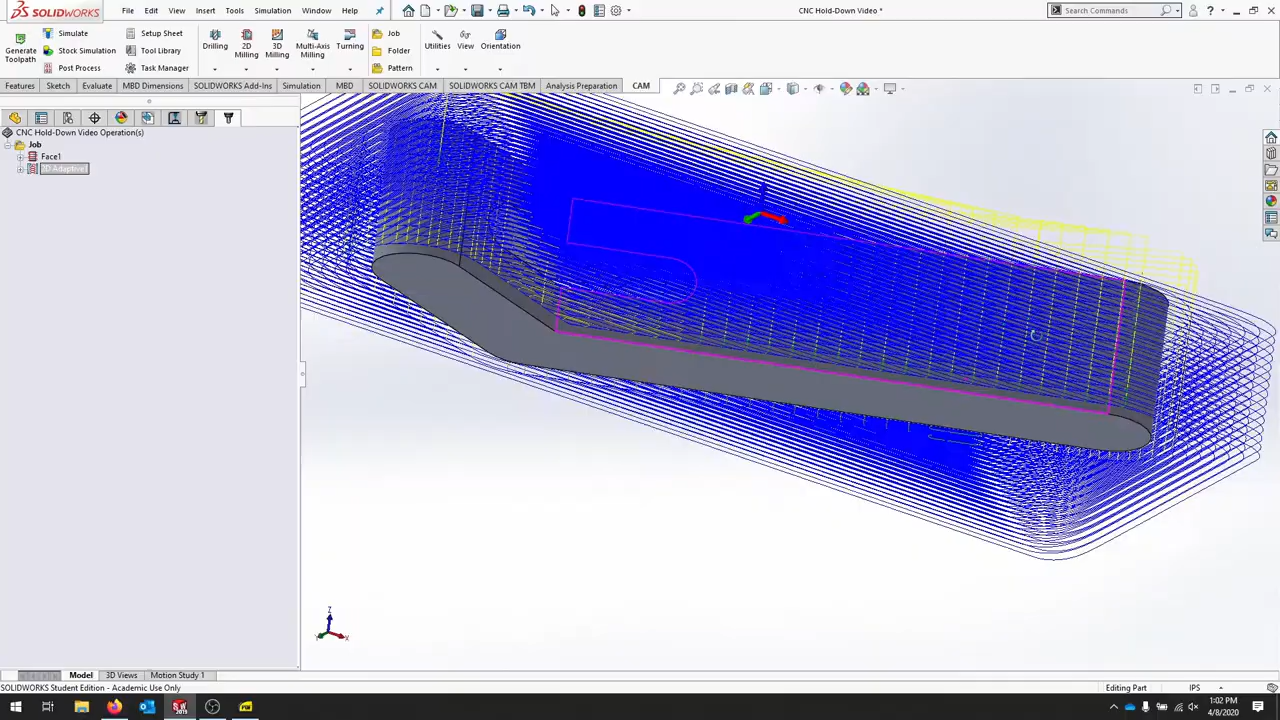 SOLIDWORKS
File Edit View Insert Tools Simulation Window Help
CNC Hold-Down Video *
Search Commands
Generate Toolpath
Simulate
Stock Simulation
Post Process
Setup Sheet
Tool Library
Task Manager
Drilling
2D Milling
3D Milling
Multi-Axis Milling
Turning
Job
Folder
Pattern
Utilities
View
Orientation
Features Sketch Evaluate MBD Dimensions SOLIDWORKS Add-Ins Simulation MBD SOLIDWORKS CAM SOLIDWORKS CAM TBM Analysis Preparation CAM
CNC Hold-Down Video Operation(s)
Job
Face1
2D Adaptive1
Z
X
Model 3D Views Motion Study 1
SOLIDWORKS Student Edition - Academic Use Only
Editing Part
IPS
1:02 PM
4/8/2020